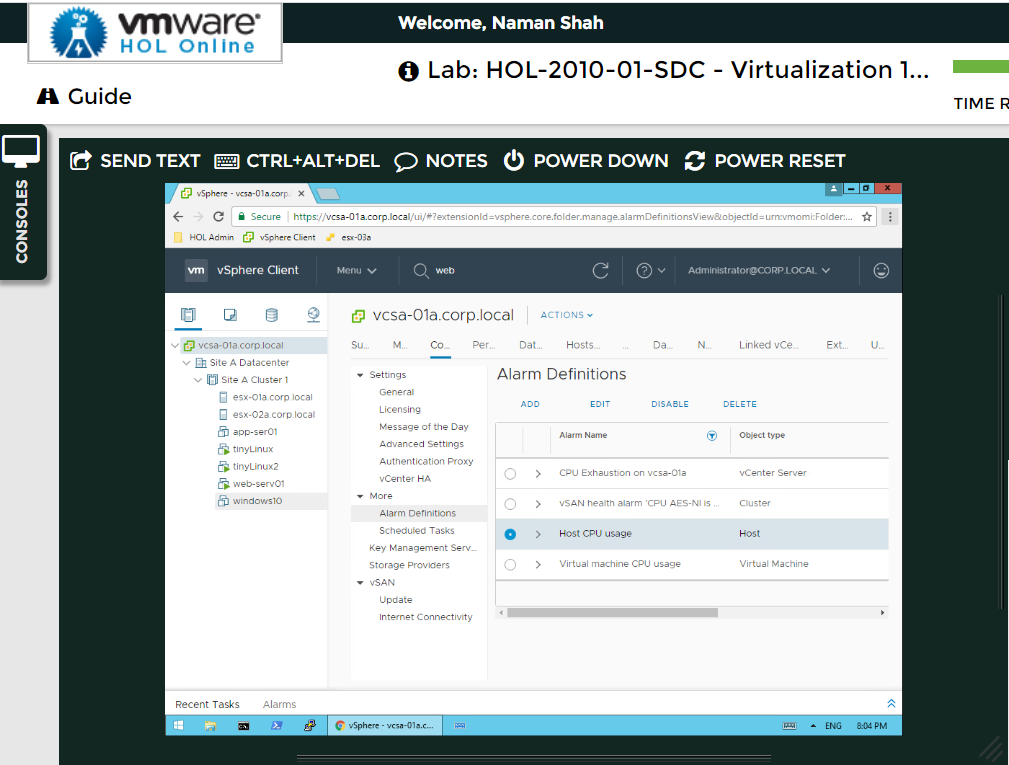 vmware®
HOL Online
Welcome, Naman Shah
Lab: HOL-2010-01-SDC - Virtualization 1...
Guide
TIME R
CONSOLES
SEND TEXT CTRL+ALT+DEL NOTES POWER DOWN POWER RESET
vSphere - vcsa-01a.corp.
Secure https://vcsa-01a.corp.local/ui/#?extensionId=vsphere.core.folder.manage.alarmDefinitionsView&objectId=urn:vmomi:Folder:...
HOL Admin vSphere Client esx-03a
vm vSphere Client Menu web Administrator@CORP.LOCAL
vcsa-01a.corp.local ACTIONS
Su... M... Co... Per... Dat... Hosts... ... Da... N... Linked vCe... Ext... U...
vcsa-01a.corp.local
Site A Datacenter
Site A Cluster 1
esx-01a.corp.local
esx-02a.corp.local
app-ser01
tinyLinux
tinyLinux2
web-serv01
windows10
Settings
General
Licensing
Message of the Day
Advanced Settings
Authentication Proxy
vCenter HA
More
Alarm Definitions
Scheduled Tasks
Key Management Serv...
Storage Providers
vSAN
Update
Internet Connectivity
Alarm Definitions
ADD EDIT DISABLE DELETE
Alarm Name Object type
CPU Exhaustion on vcsa-01a vCenter Server
vSAN health alarm 'CPU AES-NI is ... Cluster
Host CPU usage Host
Virtual machine CPU usage Virtual Machine
Recent Tasks Alarms
vSphere - vcsa-01a.c... ENG 8:04 PM